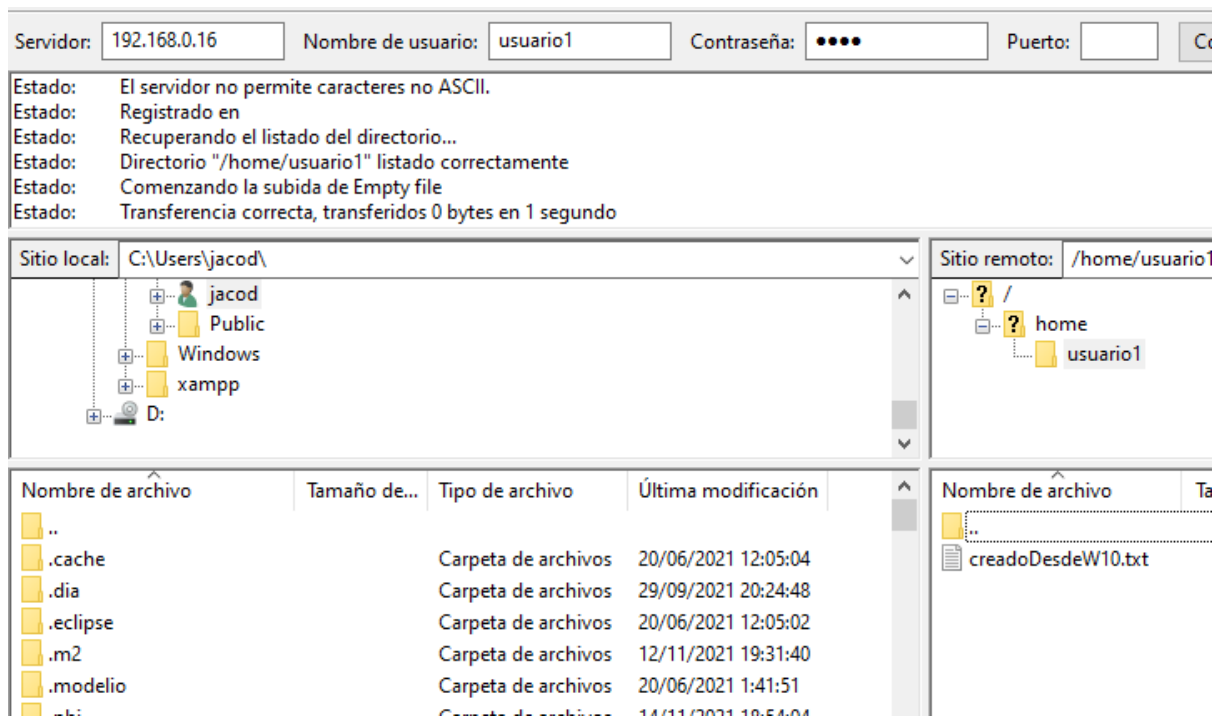 Servidor: 192.168.0.16 Nombre de usuario: usuario1 Contraseña: •••• Puerto:
Estado: El servidor no permite caracteres no ASCII.
Estado: Registrado en
Estado: Recuperando el listado del directorio...
Estado: Directorio "/home/usuario1" listado correctamente
Estado: Comenzando la subida de Empty file
Estado: Transferencia correcta, transferidos 0 bytes en 1 segundo
Sitio local: C:\Users\jacod\
jacod
Public
Windows
xampp
D:
Sitio remoto: /home/usuario1
/
home
usuario1
Nombre de archivo Tamaño de... Tipo de archivo Última modificación
..
.cache Carpeta de archivos 20/06/2021 12:05:04
.dia Carpeta de archivos 29/09/2021 20:24:48
.eclipse Carpeta de archivos 20/06/2021 12:05:02
.m2 Carpeta de archivos 12/11/2021 19:31:40
.modelio Carpeta de archivos 20/06/2021 1:41:51
Nombre de archivo
..
creadoDesdeW10.txt